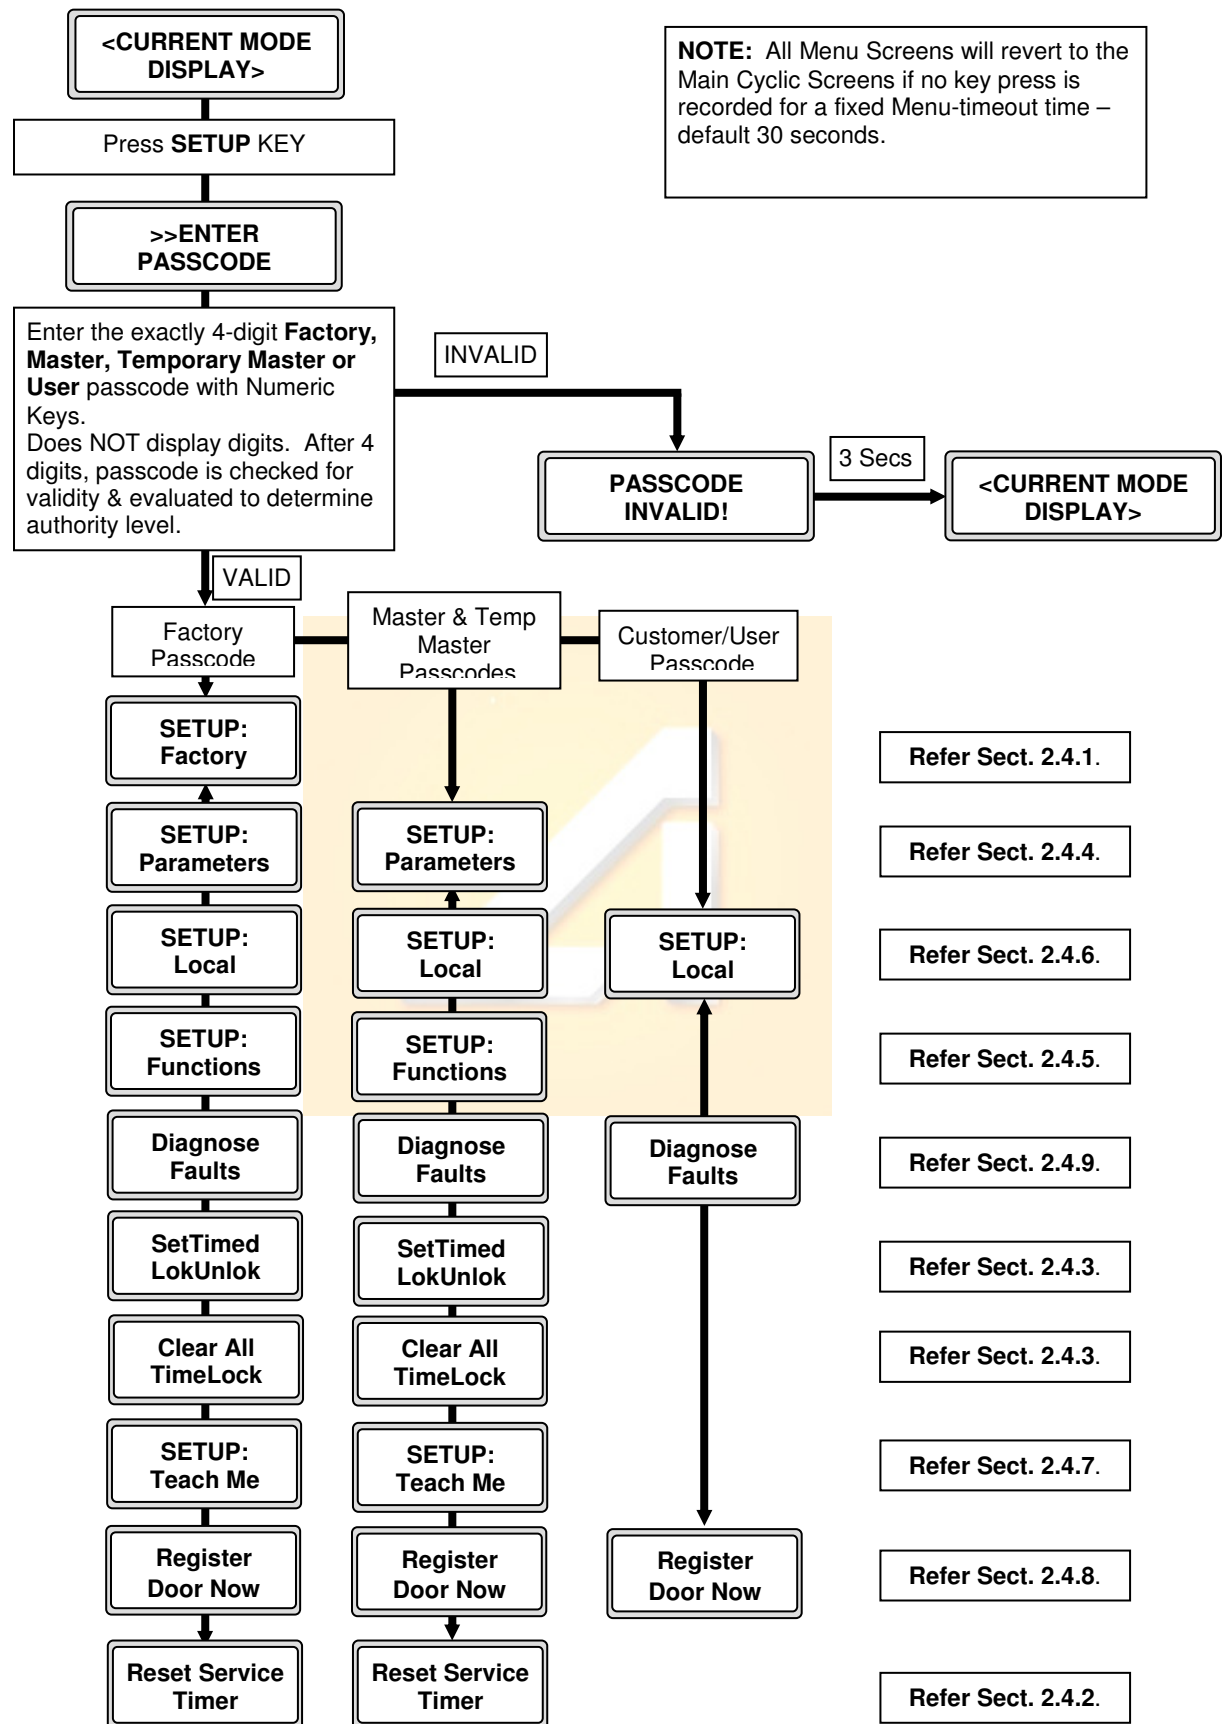 <CURRENT MODE
DISPLAY>
NOTE: All Menu Screens will revert to the
Main Cyclic Screens if no key press is
recorded for a fixed Menu-timeout time –
default 30 seconds.
Press SETUP KEY
>>ENTER
PASSCODE
Enter the exactly 4-digit Factory,
Master, Temporary Master or
User passcode with Numeric
Keys.
Does NOT display digits. After 4
digits, passcode is checked for
validity & evaluated to determine
authority level.
INVALID
PASSCODE
INVALID!
3 Secs
<CURRENT MODE
DISPLAY>
VALID
Factory
Passcode
Master & Temp
Master
Passcodes
Customer/User
Passcode
SETUP:
Factory
Refer Sect. 2.4.1.
SETUP:
Parameters
SETUP:
Parameters
Refer Sect. 2.4.4.
SETUP:
Local
SETUP:
Local
SETUP:
Local
Refer Sect. 2.4.6.
SETUP:
Functions
SETUP:
Functions
Refer Sect. 2.4.5.
Diagnose
Faults
Diagnose
Faults
Diagnose
Faults
Refer Sect. 2.4.9.
SetTimed
LokUnlok
SetTimed
LokUnlok
Refer Sect. 2.4.3.
Clear All
TimeLock
Clear All
TimeLock
Refer Sect. 2.4.3.
SETUP:
Teach Me
SETUP:
Teach Me
Refer Sect. 2.4.7.
Register
Door Now
Register
Door Now
Register
Door Now
Refer Sect. 2.4.8.
Reset Service
Timer
Reset Service
Timer
Refer Sect. 2.4.2.